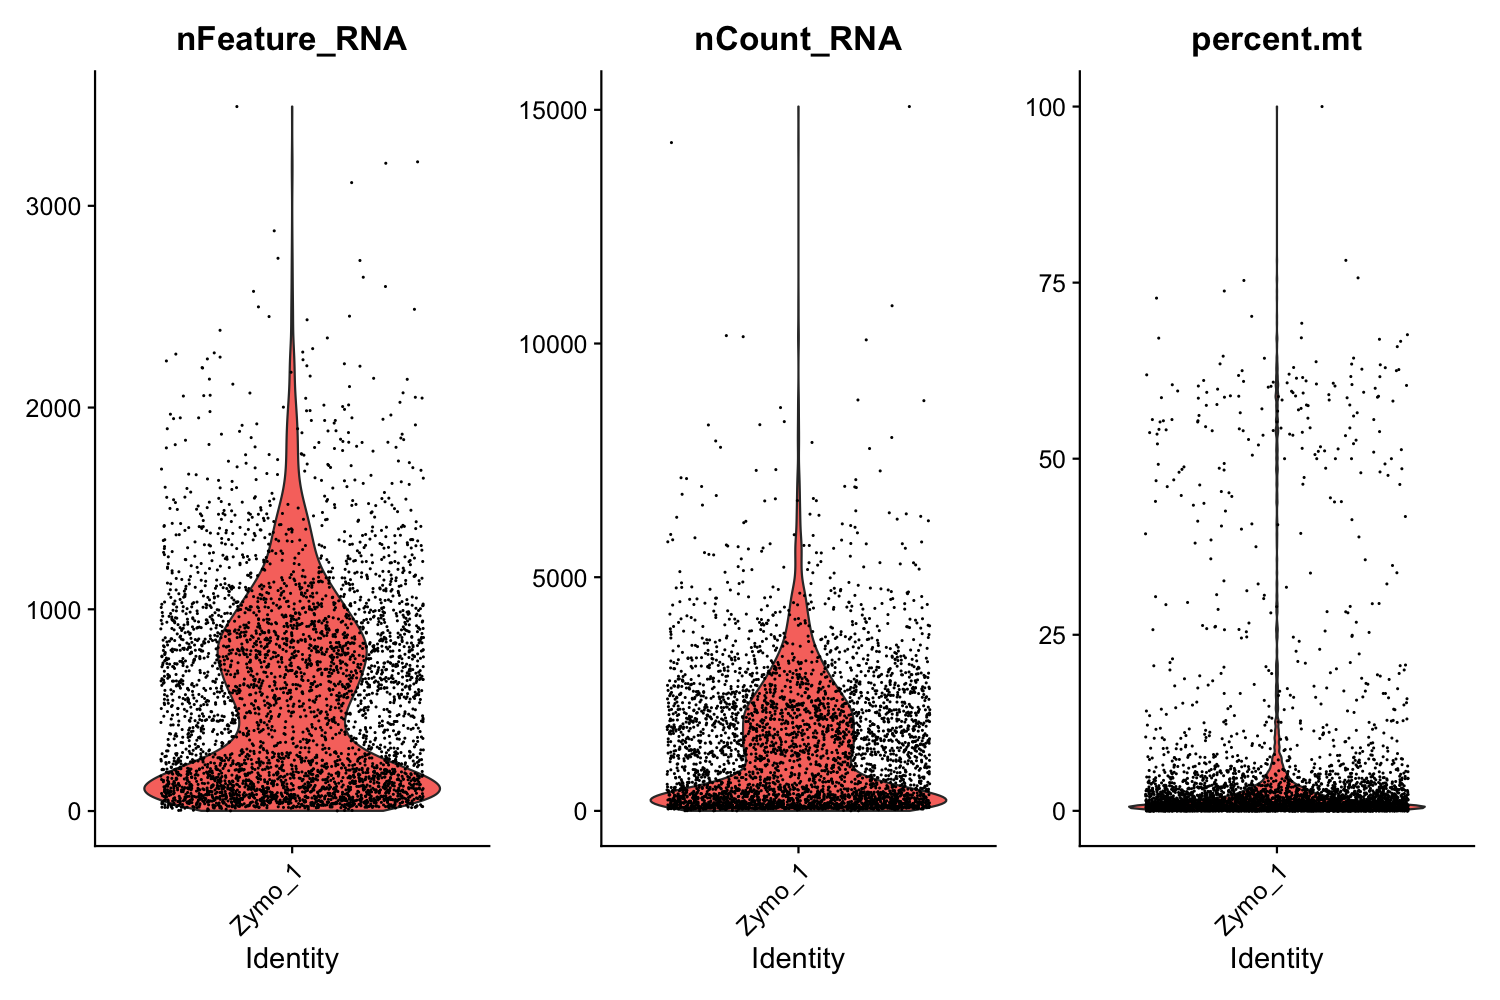 nFeature_RNA
3000
2000
1000
0
Zymo_1
Identity
nCount_RNA
15000
10000
5000
0
Zymo_1
Identity
percent.mt
100
75
50
25
0
Zymo_1
Identity